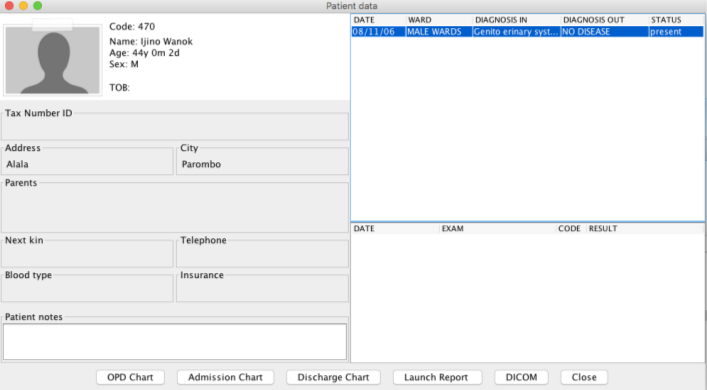 Patient data
Code: 470
Name: Ijino Wanok
Age: 44y 0m 2d
Sex: M
TOB:
Tax Number ID
Address
City
Alala
Parombo
Parents
Next kin
Telephone
Blood type
Insurance
Patient notes
DATE WARD DIAGNOSIS IN DIAGNOSIS OUT STATUS
08/11/06 MALE WARDS Genito erinary syst... NO DISEASE present
DATE EXAM CODE RESULT
OPD Chart Admission Chart Discharge Chart Launch Report DICOM Close